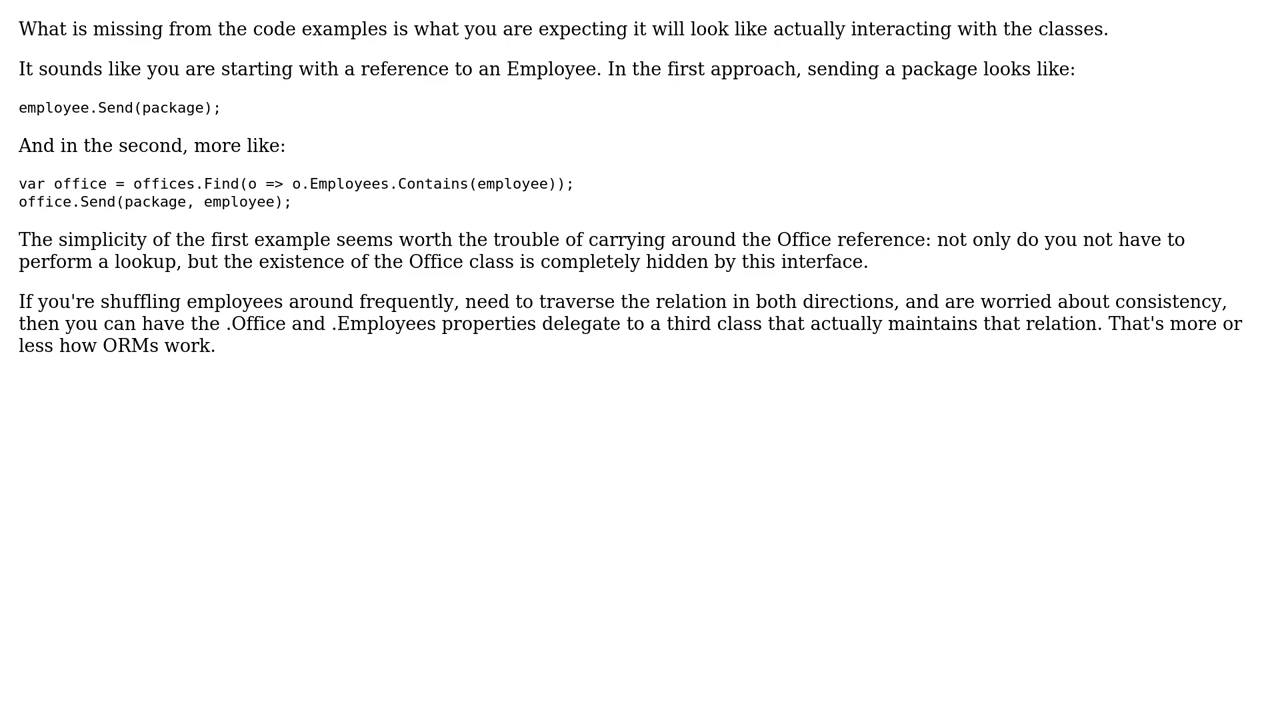 What is missing from the code examples is what you are expecting it will look like actually interacting with the classes.
It sounds like you are starting with a reference to an Employee. In the first approach, sending a package looks like:
employee.Send(package);
And in the second, more like:
var office = offices.Find(o => o.Employees.Contains(employee));
office.Send(package, employee);
The simplicity of the first example seems worth the trouble of carrying around the Office reference: not only do you not have to
perform a lookup, but the existence of the Office class is completely hidden by this interface.
If you're shuffling employees around frequently, need to traverse the relation in both directions, and are worried about consistency,
then you can have the .Office and .Employees properties delegate to a third class that actually maintains that relation. That's more or
less how ORMs work.